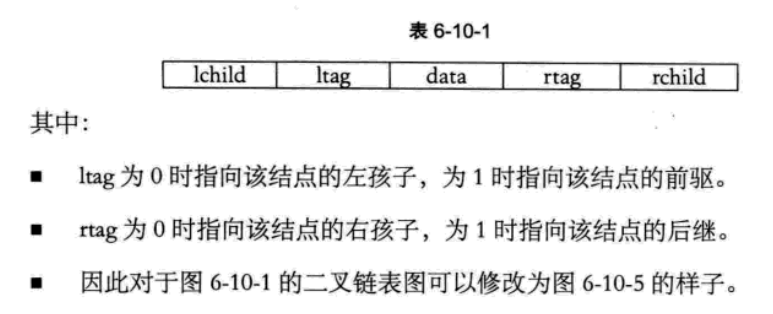 表 6-10-1
lchild ltag data rtag rchild
其中：
■ ltag 为 0 时指向该结点的左孩子，为 1 时指向该结点的前驱。
■ rtag 为 0 时指向该结点的右孩子，为 1 时指向该结点的后继。
■ 因此对于图 6-10-1 的二叉链表图可以修改为图 6-10-5 的样子。